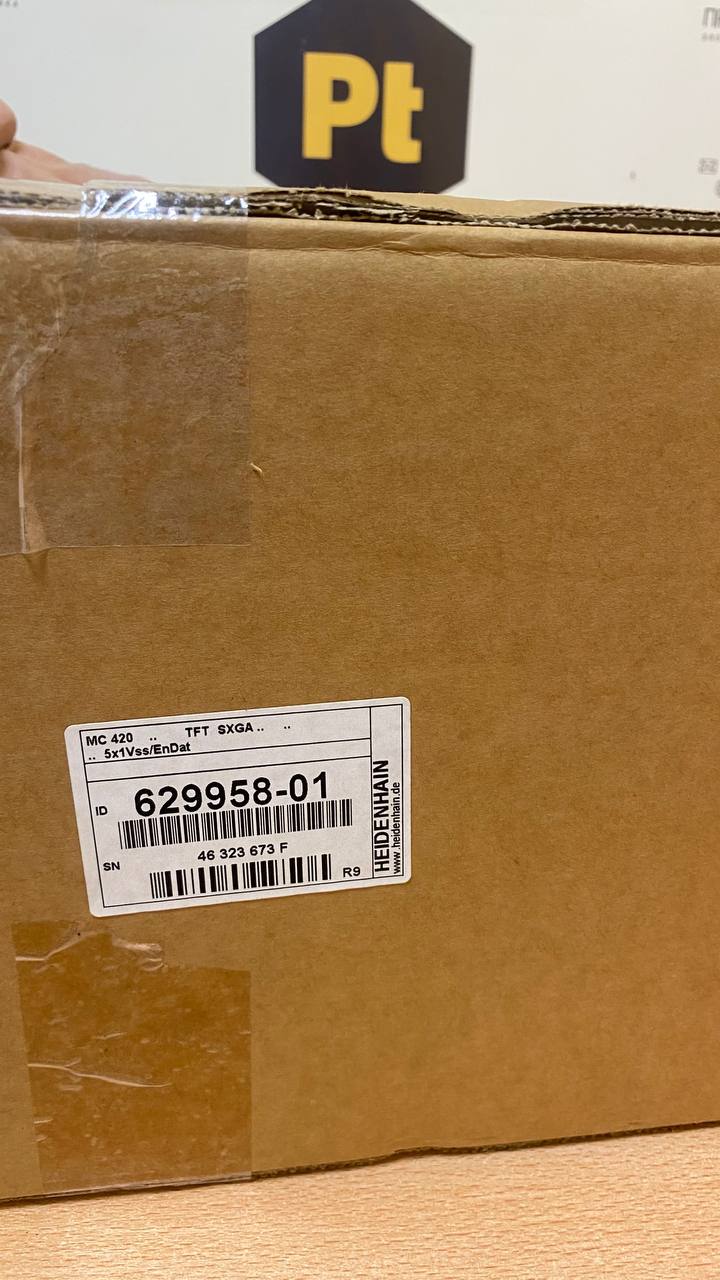 Pt
MC 420 .. TFT SXGA .. ..
.. 5x1Vss/EnDat
ID 629958-01
SN 46 323 673 F
R9
HEIDENHAIN
www.heidenhain.de